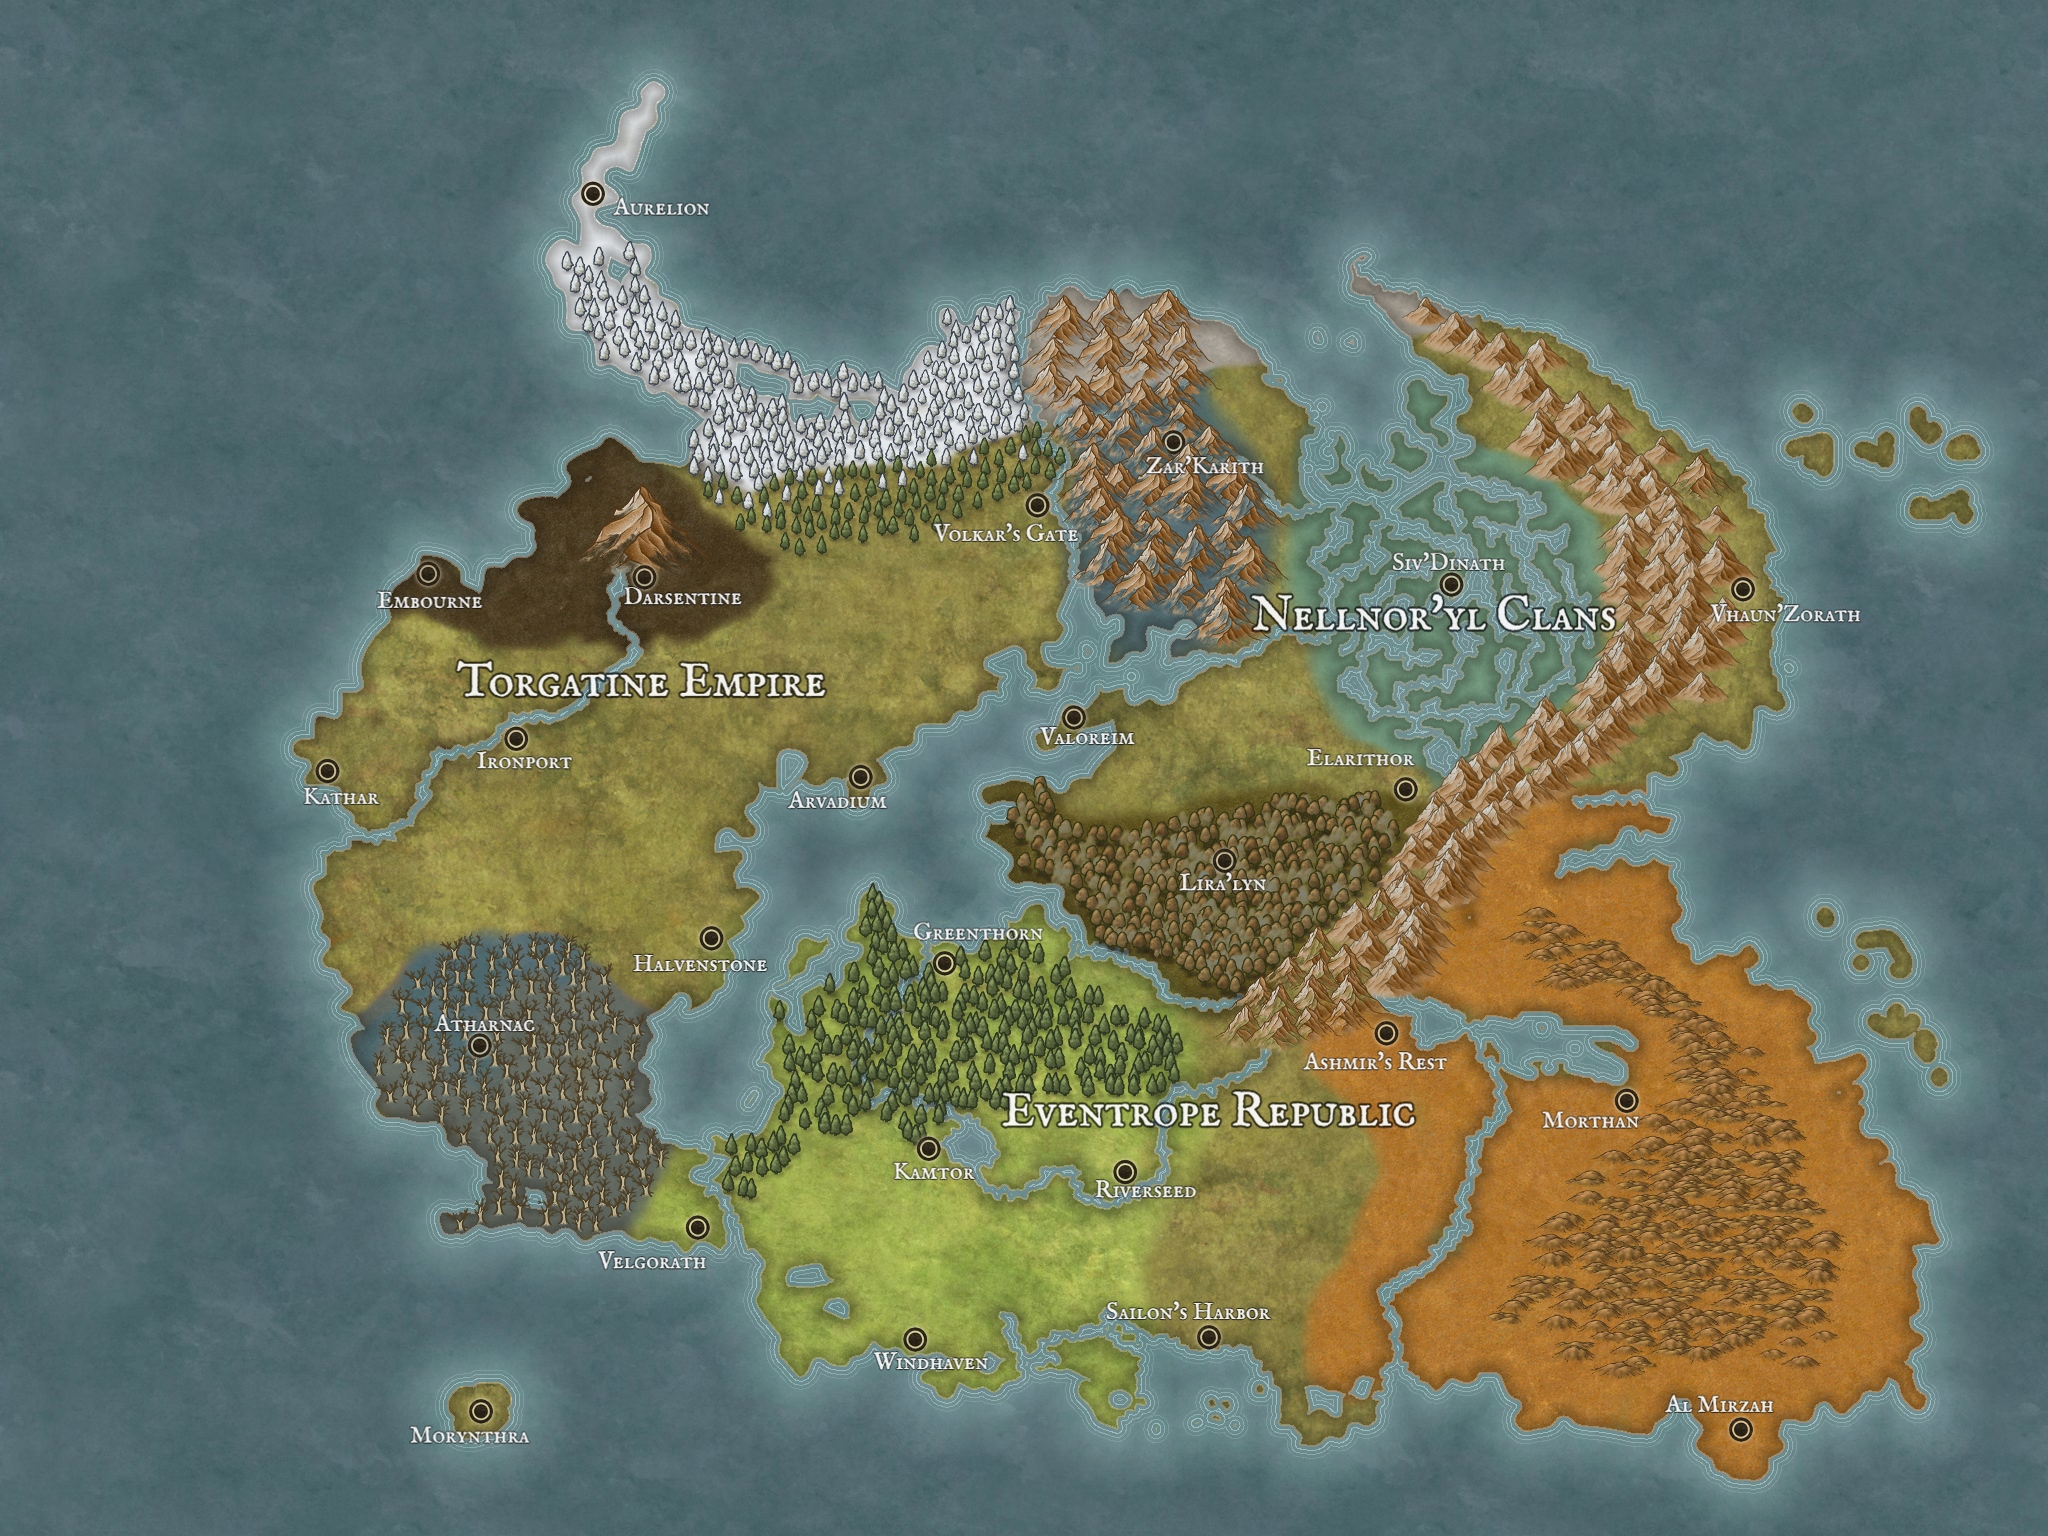 Aurelion
Zar'Karith
Volkar's Gate
Siv'Dinath
Embourne
Darsentine
Nellnor'yl Clans
Vhaun'Zorath
Torgatine Empire
Valoreim
Ironport
Elarithor
Kathar
Arvadium
Lira'lyn
Greenthorn
Halvenstone
Atharnac
Ashmir's Rest
Eventrope Republic
Morthan
Kamtor
Riverseed
Velgorath
Sailon's Harbor
Windhaven
Al Mirzah
Morynthra